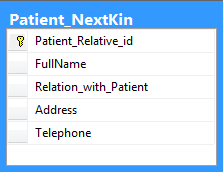 Patient_NextKin
Patient_Relative_id
FullName
Relation_with_Patient
Address
Telephone